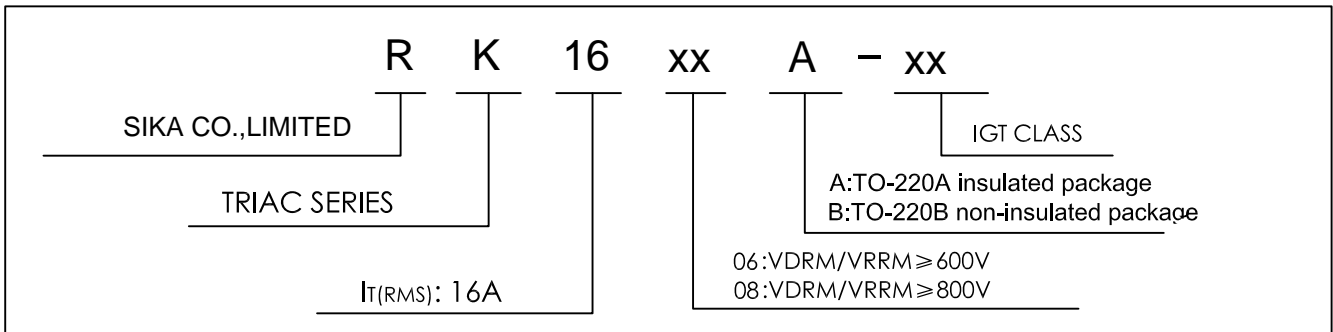 R K 16 xx A - xx
SIKA CO.,LIMITED
IGT CLASS
TRIAC SERIES
A:TO-220A insulated package
B:TO-220B non-insulated package
IT(RMS): 16A
06:VDRM/VRRM≥600V
08:VDRM/VRRM≥800V